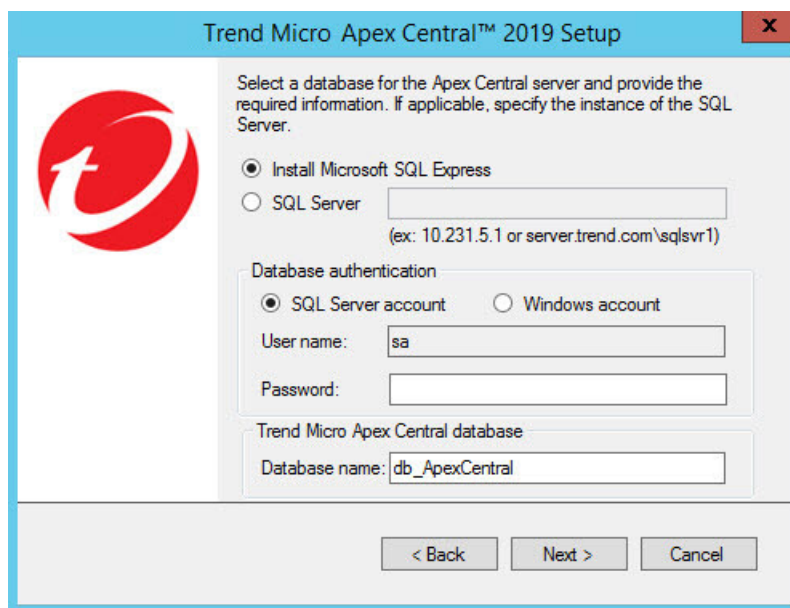 Trend Micro Apex Central™ 2019 Setup
x
Select a database for the Apex Central server and provide the
required information. If applicable, specify the instance of the SQL
Server.
Install Microsoft SQL Express
SQL Server
(ex: 10.231.5.1 or server.trend.com\sqlsvr1)
Database authentication
SQL Server account Windows account
User name: sa
Password:
Trend Micro Apex Central database
Database name: db_ApexCentral
< Back Next > Cancel